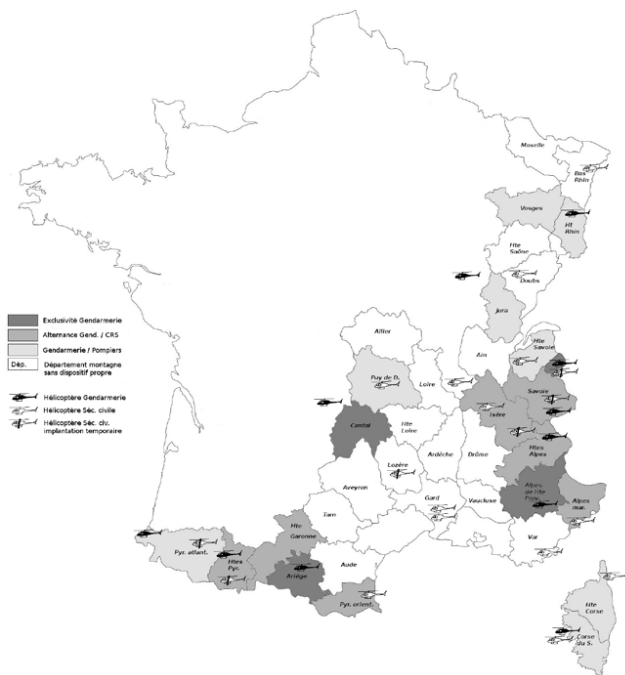 Moselle
Bas
Rhin
Vosges
Ht
Rhin
Hte
Saône
Doubs
Jura
Exclusivité Gendarmerie
Alternance Gend. / CRS
Gendarmerie / Pompiers
Dép. Département montagne
sans dispositif propre
Hélicoptère Gendarmerie
Hélicoptère Séc. civile
Hélicoptère Séc. civ.
implantation temporaire
Allier
Ain
Hte
Savoie
Puy de D.
Loire
Savoie
Isère
Cantal
Hte
Loire
Ardèche
Drôme
Htes
Alpes
Lozère
Aveyron
Gard
Vaucluse
Alpes
de Hte
Prov.
Alpes
mar.
Tarn
Hte
Garonne
Var
Pyr. atlant.
Htes
Pyr.
Ariège
Aude
Pyr. orient.
Hte
Corse
Corse
du S.